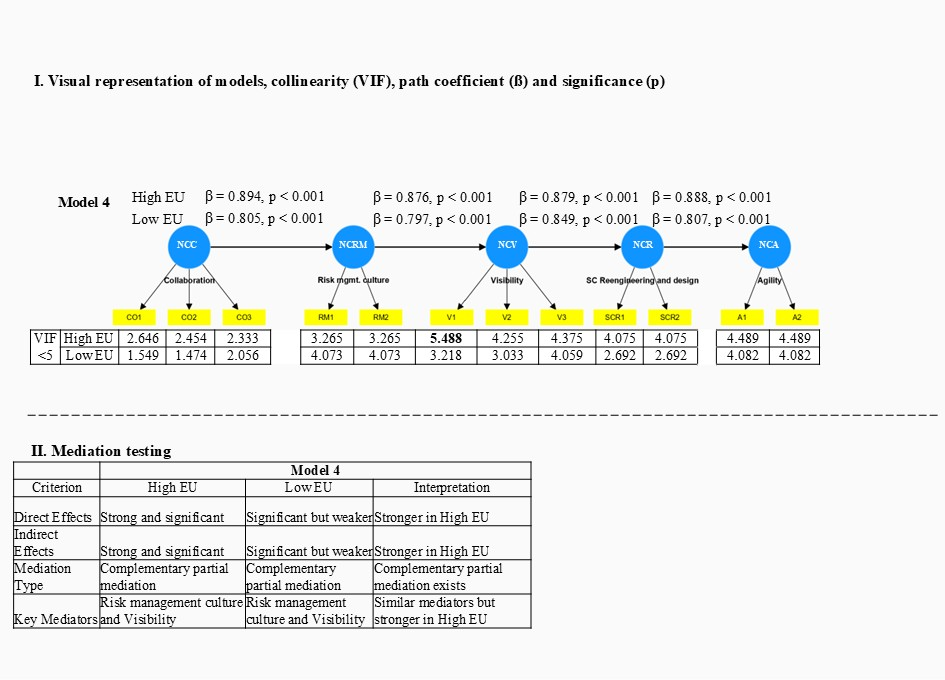 I. Visual representation of models, collinearity (VIF), path coefficient (ß) and significance (p)
Model 4 High EU β = 0.894, p < 0.001 β = 0.876, p < 0.001 β = 0.879, p < 0.001 β = 0.888, p < 0.001
Low EU β = 0.805, p < 0.001 β = 0.797, p < 0.001 β = 0.849, p < 0.001 β = 0.807, p < 0.001
NCC NCRM NCV NCR NCA
Collaboration Risk mgmt. culture Visibility SC Reengineering and design Agility
CO1 CO2 CO3 RM1 RM2 V1 V2 V3 SCR1 SCR2 A1 A2
VIF High EU 2.646 2.454 2.333 3.265 3.265 5.488 4.255 4.375 4.075 4.075 4.489 4.489
<5 Low EU 1.549 1.474 2.056 4.073 4.073 3.218 3.033 4.059 2.692 2.692 4.082 4.082
II. Mediation testing
Model 4
Criterion High EU Low EU Interpretation
Direct Effects Strong and significant Significant but weaker Stronger in High EU
Indirect
Effects Strong and significant Significant but weaker Stronger in High EU
Mediation Complementary partial Complementary Complementary partial
Type mediation partial mediation mediation exists
Risk management culture Risk management Similar mediators but
Key Mediators and Visibility culture and Visibility stronger in High EU